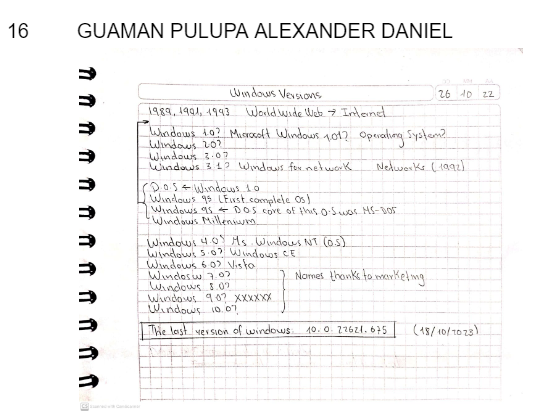 16 GUAMAN PULUPA ALEXANDER DANIEL
Windows Versions
26 10 22
1989, 1991, 1993 World Wide Web → Internet
Windows 1.0? Microsoft Windows 1.01? Operating System?
Windows 2.0?
Windows 3.0?
Windows 3.1? Windows for network Networks (1992)
D.O.S ← Windows 1.0
Windows 95 (First complete OS)
Windows 95 ← DOS core of this O.S was MS-DOS
Windows Millenium
Windows 4.0? Ms. Windows NT (O.S)
Windows 5.0? Windows CE
Windows 6.0? Vista
Windows 7.0?
Names thanks to marketing
Windows 8.0?
Windows 9.0? XXXXXX
Windows 10.0?
The last version of windows: 10.0.22621.675 (18/10/2023)